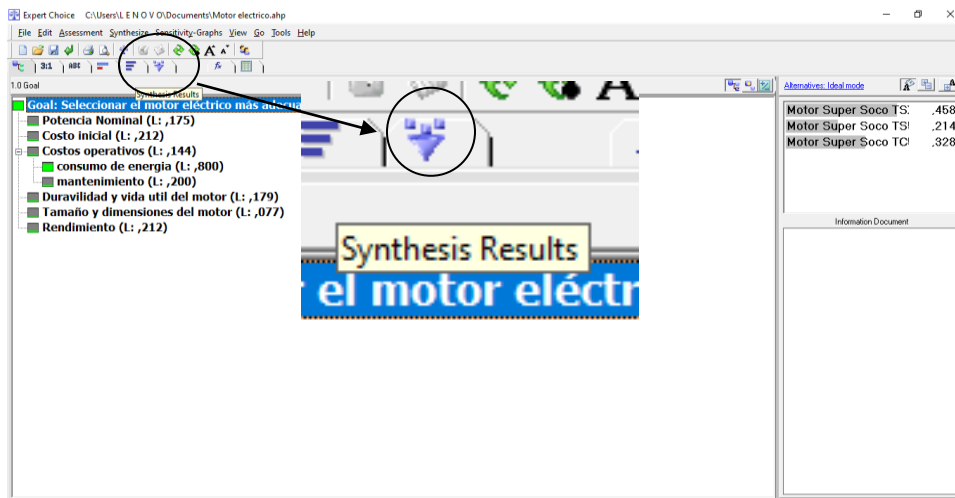 Expert Choice C:\Users\L E N O V O\Documents\Motor electrico.ahp
File Edit Assessment Synthesize Sensitivity-Graphs View Go Tools Help
3:1 ABC
1.0 Goal
Synthesis Results
Goal: Seleccionar el motor eléctrico más adecua
Potencia Nominal (L: ,175)
Costo inicial (L: ,212)
Costos operativos (L: ,144)
consumo de energia (L: ,800)
mantenimiento (L: ,200)
Duravilidad y vida util del motor (L: ,179)
Tamaño y dimensiones del motor (L: ,077)
Rendimiento (L: ,212)
Synthesis Results
el motor eléctr
Alternatives: Ideal mode
Motor Super Soco TS ,458
Motor Super Soco TS ,214
Motor Super Soco TC ,328
Information Document